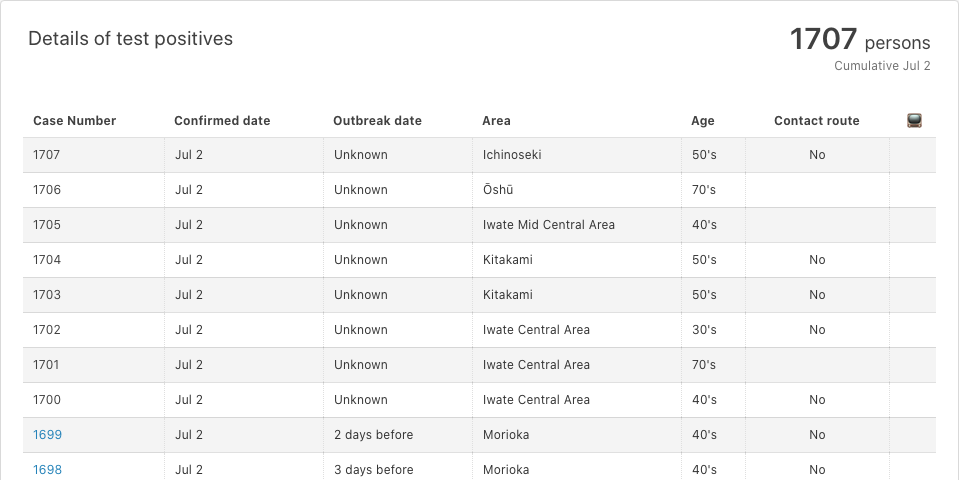 Details of test positives
1707 persons
Cumulative Jul 2
Case Number Confirmed date Outbreak date Area Age Contact route
1707 Jul 2 Unknown Ichinoseki 50's No
1706 Jul 2 Unknown Ōshū 70's
1705 Jul 2 Unknown Iwate Mid Central Area 40's
1704 Jul 2 Unknown Kitakami 50's No
1703 Jul 2 Unknown Kitakami 50's No
1702 Jul 2 Unknown Iwate Central Area 30's No
1701 Jul 2 Unknown Iwate Central Area 70's
1700 Jul 2 Unknown Iwate Central Area 40's No
1699 Jul 2 2 days before Morioka 40's No
1698 Jul 2 3 days before Morioka 40's No